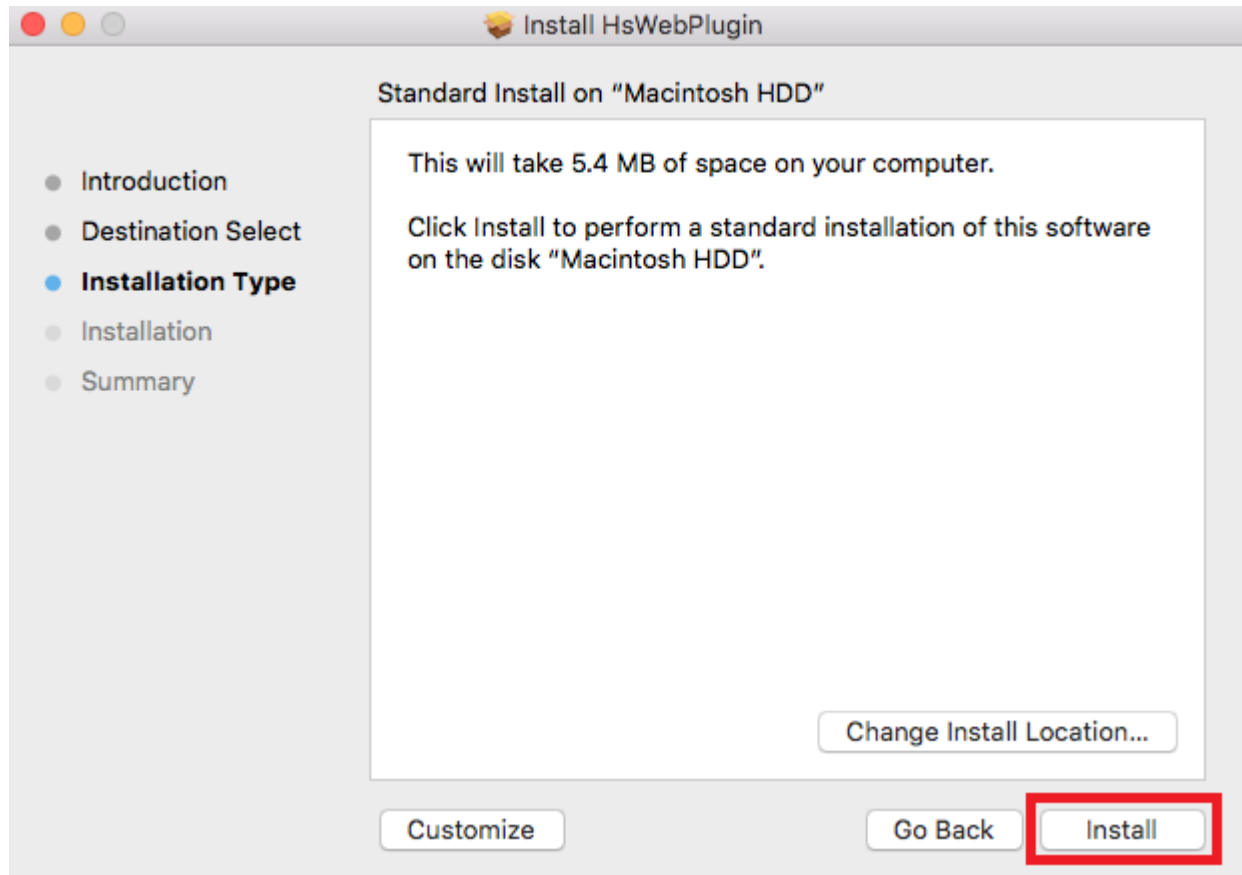 Install HsWebPlugin
Standard Install on “Macintosh HDD”
Introduction
Destination Select
Installation Type
Installation
Summary
This will take 5.4 MB of space on your computer.
Click Install to perform a standard installation of this software
on the disk “Macintosh HDD”.
Change Install Location...
Customize
Go Back
Install